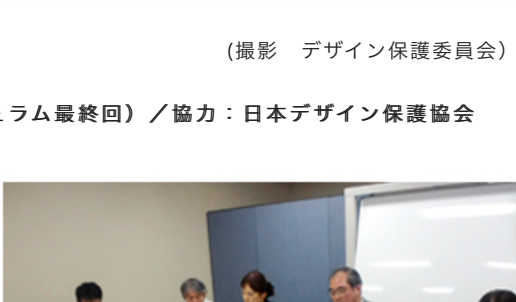 (撮影　デザイン保護委員会）
ュラム最終回）／協力：日本デザイン保護協会